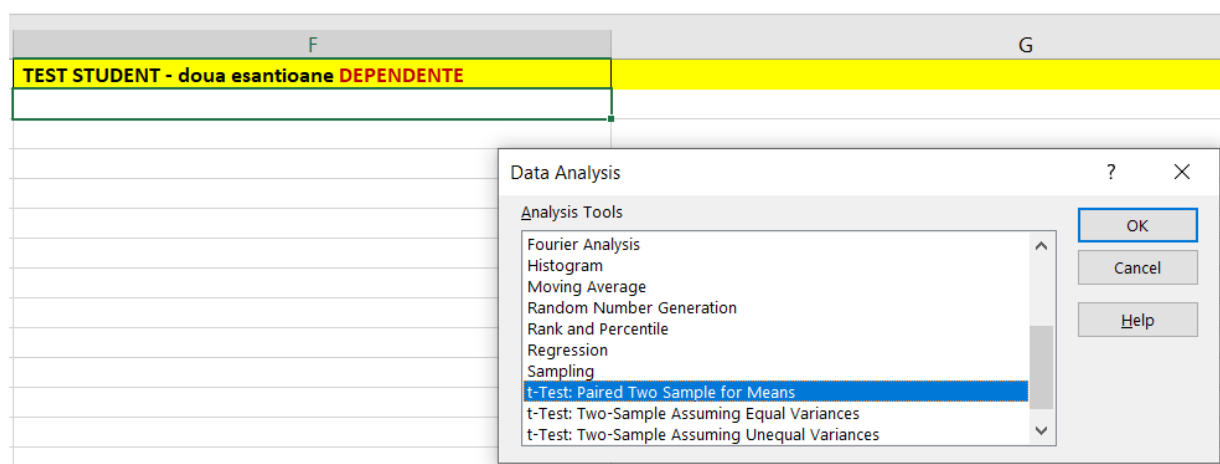 F G
TEST STUDENT - doua esantioane DEPENDENTE
Data Analysis ?
Analysis Tools
Fourier Analysis
Histogram
Moving Average
Random Number Generation
Rank and Percentile
Regression
Sampling
t-Test: Paired Two Sample for Means
t-Test: Two-Sample Assuming Equal Variances
t-Test: Two-Sample Assuming Unequal Variances
OK
Cancel
Help